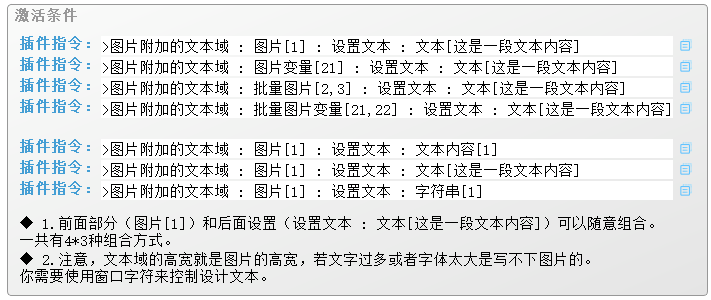 激活条件
插件指令：>图片附加的文本域 : 图片[1] : 设置文本 : 文本[这是一段文本内容]
插件指令：>图片附加的文本域 : 图片变量[21] : 设置文本 : 文本[这是一段文本内容]
插件指令：>图片附加的文本域 : 批量图片[2,3] : 设置文本 : 文本[这是一段文本内容]
插件指令：>图片附加的文本域 : 批量图片变量[21,22] : 设置文本 : 文本[这是一段文本内容]
插件指令：>图片附加的文本域 : 图片[1] : 设置文本 : 文本内容[1]
插件指令：>图片附加的文本域 : 图片[1] : 设置文本 : 文本[这是一段文本内容]
插件指令：>图片附加的文本域 : 图片[1] : 设置文本 : 字符串[1]
◆ 1.前面部分（图片[1]）和后面设置（设置文本 : 文本[这是一段文本内容]）可以随意组合。
一共有4*3种组合方式。
◆ 2.注意，文本域的高宽就是图片的高宽，若文字过多或者字体太大是写不下图片的。
你需要使用窗口字符来控制设计文本。